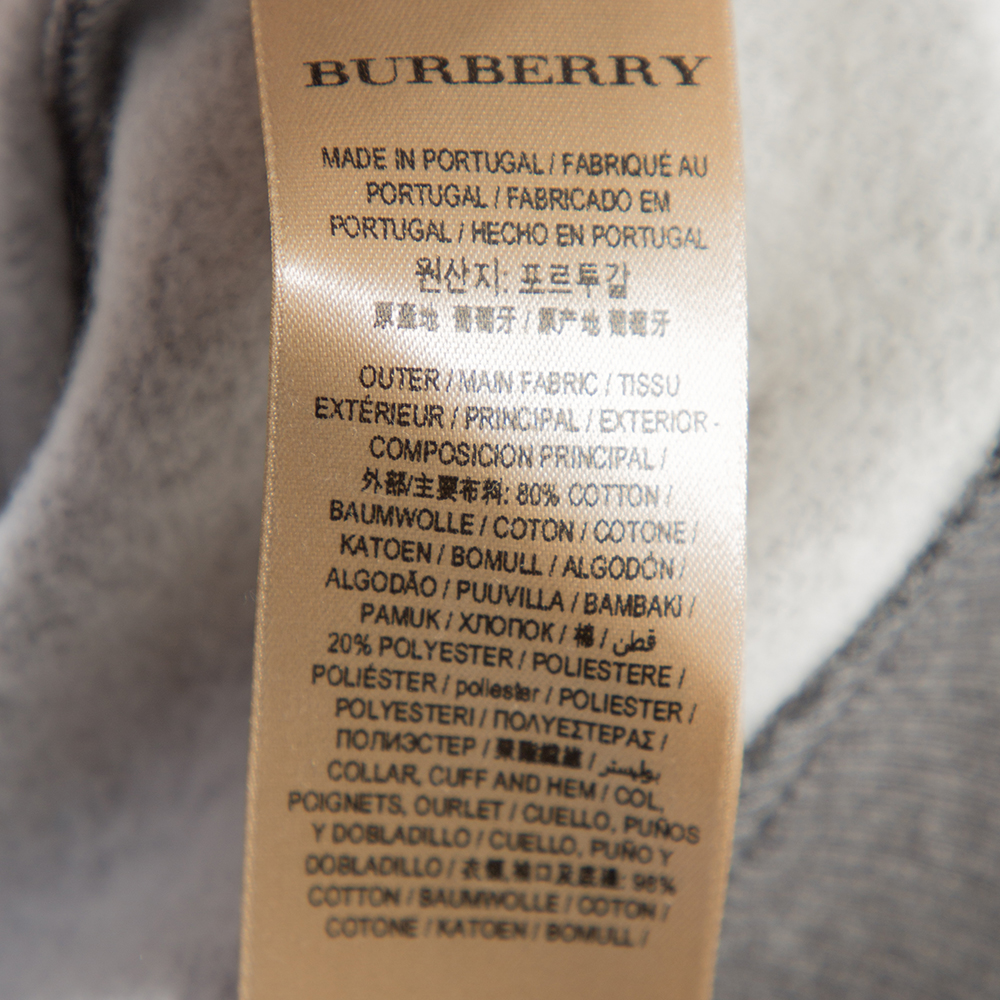 BURBERRY
MADE IN PORTUGAL / FABRIQUÉ AU
PORTUGAL / FABRICADO EM
PORTUGAL / HECHO EN PORTUGAL
원산지: 포르투갈
原產地 葡萄牙 / 原产地 葡萄牙
OUTER / MAIN FABRIC / TISSU
EXTÉRIEUR / PRINCIPAL / EXTERIOR -
COMPOSICION PRINCIPAL /
外部/主要布料: 80% COTTON /
BAUMWOLLE / COTON / COTONE /
KATOEN / BOMULL / ALGODÓN /
ALGODÃO / PUUVILLA / BAMBAKI /
PAMUK / ХЛОПОК / 棉 / قطن
20% POLYESTER / POLIESTERE /
POLIÉSTER / poliester / POLIESTER /
POLYESTERI / ΠΟΛΥΕΣΤΕΡΑΣ /
ПОЛИЭСТЕР / 聚酯纖維 / بوليستر
COLLAR, CUFF AND HEM / COL,
POIGNETS, OURLET / CUELLO, PUÑOS
Y DOBLADILLO / CUELLO, PUÑO Y
DOBLADILLO / 衣領,袖口及底邊: 98%
COTTON / BAUMWOLLE / COTON /
COTONE / KATOEN / BOMULL /